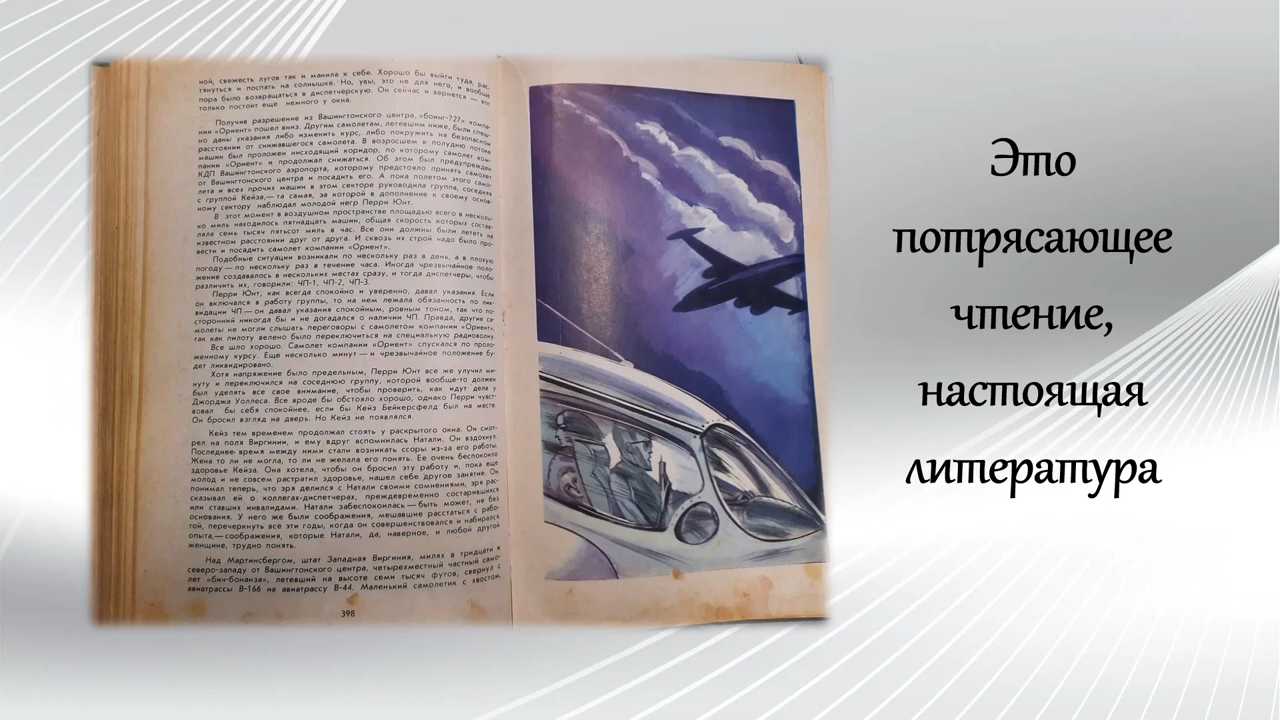 ной, свежесть лугов так и манила к себе. Хорошо бы выйти туда, рас-
тянуться и поспать на солнышке. Но, увы, это не для него, и вообще
пора было возвращаться в диспетчерскую. Он сейчас и вернется — вот
только постоит еще немного у окна.
Получив разрешение из Вашингтонского центра, «боинг-727» компа-
нии «Ориент» пошел вниз. Другим самолетам, летевшим ниже, были спеш-
но даны указания либо изменить курс, либо покружить на безопасном
расстоянии от снижавшегося самолета. В возросшем к полудню потоке
машин был проложен нисходящий коридор, по которому самолет ком-
пании «Ориент» и продолжал снижаться. Об этом был предупрежден
КДП Вашингтонского аэропорта, которому предстояло принять самолет
от Вашингтонского центра и посадить его. А пока полетом этого само-
лета и всех прочих машин в этом секторе руководила группа, соседняя
с группой Кейза,— та самая, за которой в дополнение к своему основ-
ному сектору наблюдал молодой негр Перри Юнт.
В этот момент в воздушном пространстве площадью всего в несколь-
ко миль находилось пятнадцать машин, общая скорость которых состав-
ляла семь тысяч пятьсот миль в час. Все они должны были лететь на
известном расстоянии друг от друга. И сквозь их строй надо было про-
вести и посадить самолет компании «Ориент».
Подобные ситуации возникали по нескольку раз в день, а в плохую
погоду — по нескольку раз в течение часа. Иногда чрезвычайное поло-
жение создавалось в нескольких местах сразу, и тогда диспетчеры, чтобы
различить их, говорили: ЧП-1, ЧП-2, ЧП-3.
Перри Юнт, как всегда спокойно и уверенно, давал указания. Если
он включался в работу группы, то на нем лежала обязанность по лик-
видации ЧП — он давал указания спокойным, ровным тоном, так что по-
сторонний никогда бы и не догадался о наличии ЧП. Правда, другие са-
молеты не могли слышать переговоры с самолетом компании «Ориент»,
так как пилоту велено было переключиться на специальную радиоволну.
Все шло хорошо. Самолет компании «Ориент» спускался по проло-
женному курсу. Еще несколько минут — и чрезвычайное положение бу-
дет ликвидировано.
Хотя напряжение было предельным, Перри Юнт все же улучил ми-
нуту и переключился на соседнюю группу, которой вообще-то должен
был уделять все свое внимание, чтобы проверить, как идут дела у
Джорджа Уоллеса. Все вроде бы обстояло хорошо, однако Перри чувст-
вовал бы себя спокойнее, если бы Кейз Бейкерсфелд был на месте.
Он бросил взгляд на дверь. Но Кейз не появлялся.
Кейз тем временем продолжал стоять у раскрытого окна. Он смот-
рел на поля Виргинии, и ему вдруг вспомнилась Натали. Он вздохнул.
Последнее время между ними стали возникать ссоры из-за его работы.
Жена то ли не могла, то ли не желала его понять. Ее очень беспокоило
здоровье Кейза. Она хотела, чтобы он бросил эту работу и, пока еще
молод и не совсем растратил здоровье, нашел себе другое занятие. Он
понимал теперь, что зря делился с Натали своими сомнениями, зря рас-
сказывал ей о коллегах-диспетчерах, преждевременно состарившихся
или ставших инвалидами. Натали забеспокоилась — быть может, не без
основания. У него же были соображения, мешавшие расстаться с рабо-
той, перечеркнуть все эти годы, когда он совершенствовался и набирался
опыта,— соображения, которые Натали, да, наверное, и любой другой
женщине, трудно понять.
Над Мартинсбергом, штат Западная Виргиния, милях в тридцати к
северо-западу от Вашингтонского центра, четырехместный частный само-
лет «бич-бонанза», летевший на высоте семи тысяч футов, свернул с
авиатрассы В-166 на авиатрассу В-44. Маленький самолетик с хвостом,
398
Это
потрясающее
чтение,
настоящая
литература